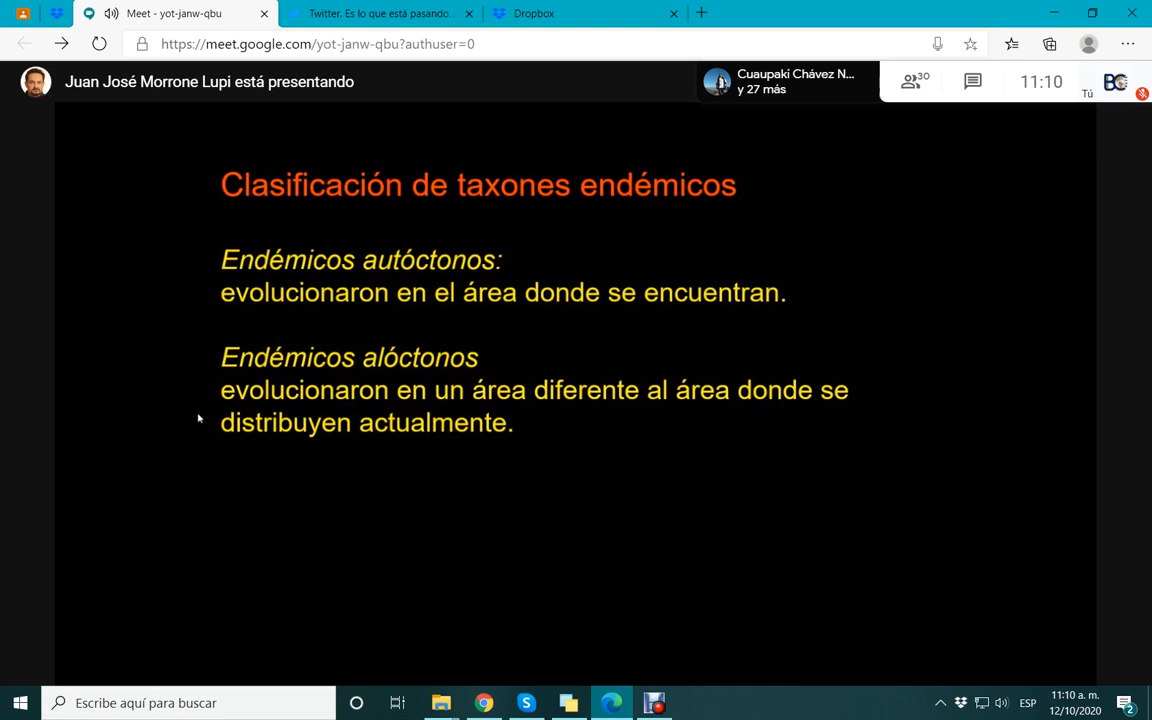 Meet - yot-janw-qbu
Twitter. Es lo que está pasando.
Dropbox
https://meet.google.com/yot-janw-qbu?authuser=0
Juan José Morrone Lupi está presentando
Cuaupaki Chávez N...
y 27 más
30
11:10
Tú
BC
Clasificación de taxones endémicos
Endémicos autóctonos:
evolucionaron en el área donde se encuentran.
Endémicos alóctonos
evolucionaron en un área diferente al área donde se
distribuyen actualmente.
Escribe aquí para buscar
ESP
11:10 a. m.
12/10/2020
2